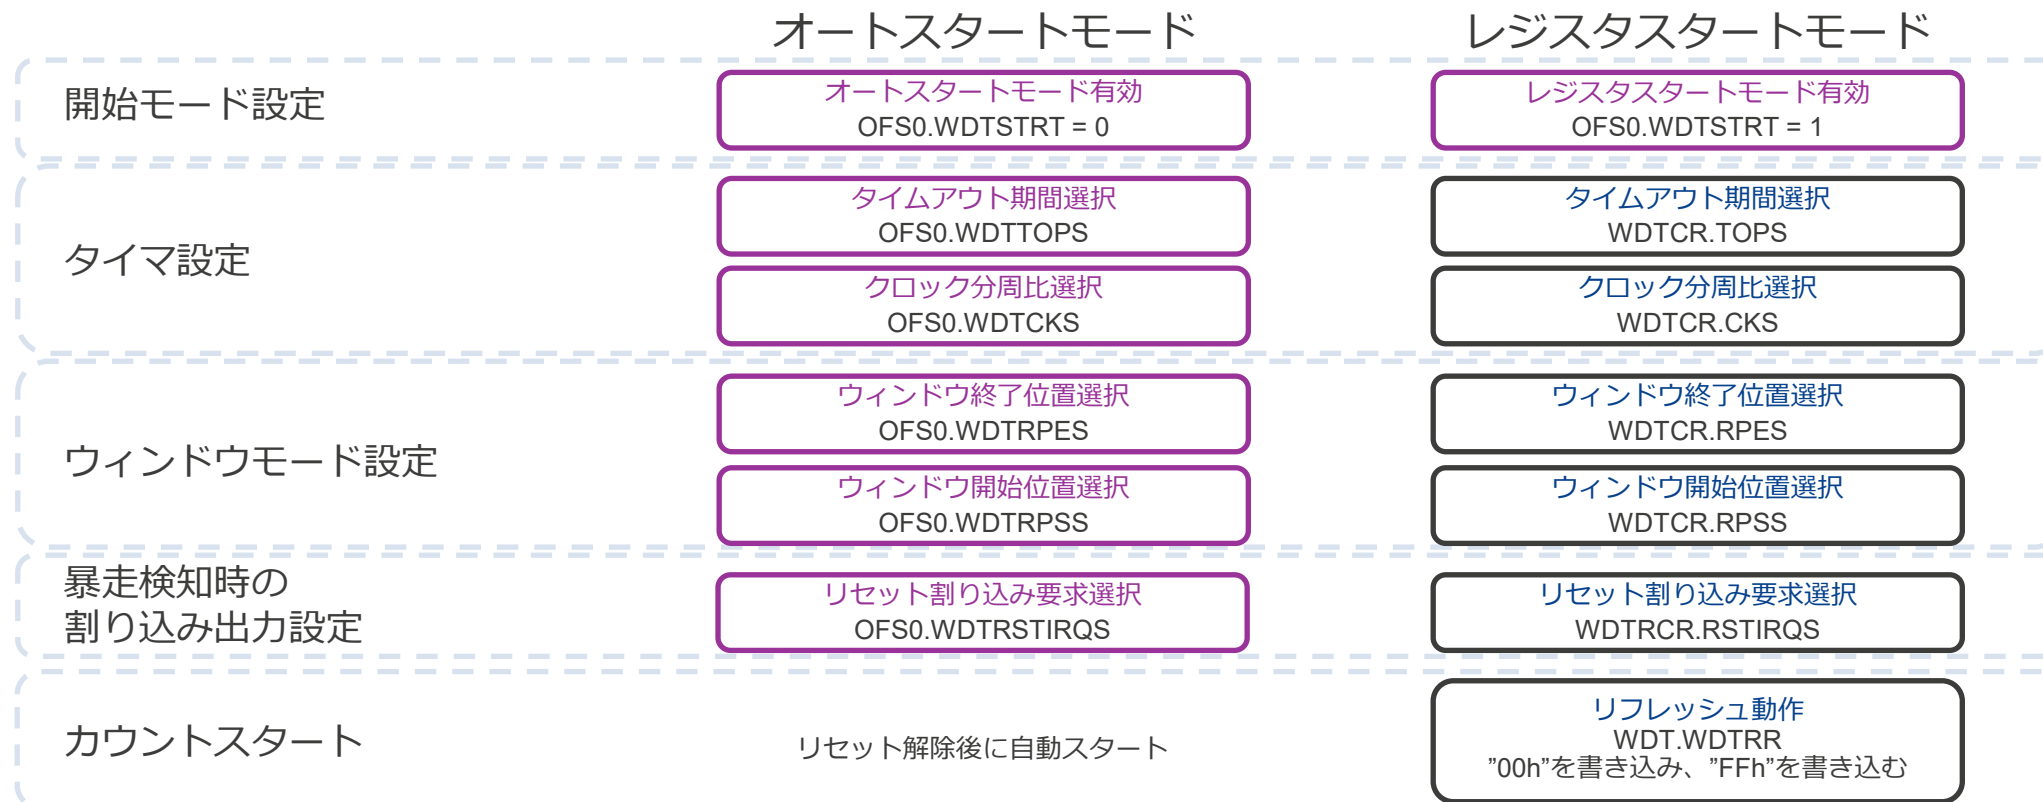 オートスタートモード
レジスタスタートモード
開始モード設定
オートスタートモード有効
OFS0.WDTSTRT = 0
レジスタスタートモード有効
OFS0.WDTSTRT = 1
タイマ設定
タイムアウト期間選択
OFS0.WDTTOPS
タイムアウト期間選択
WDTCR.TOPS
クロック分周比選択
OFS0.WDTCKS
クロック分周比選択
WDTCR.CKS
ウィンドウモード設定
ウィンドウ終了位置選択
OFS0.WDTRPES
ウィンドウ終了位置選択
WDTCR.RPES
ウィンドウ開始位置選択
OFS0.WDTRPSS
ウィンドウ開始位置選択
WDTCR.RPSS
暴走検知時の
割り込み出力設定
リセット割り込み要求選択
OFS0.WDTRSTIRQS
リセット割り込み要求選択
WDTRCR.RSTIRQS
カウントスタート
リセット解除後に自動スタート
リフレッシュ動作
WDT.WDTRR
”00h”を書き込み、”FFh”を書き込む